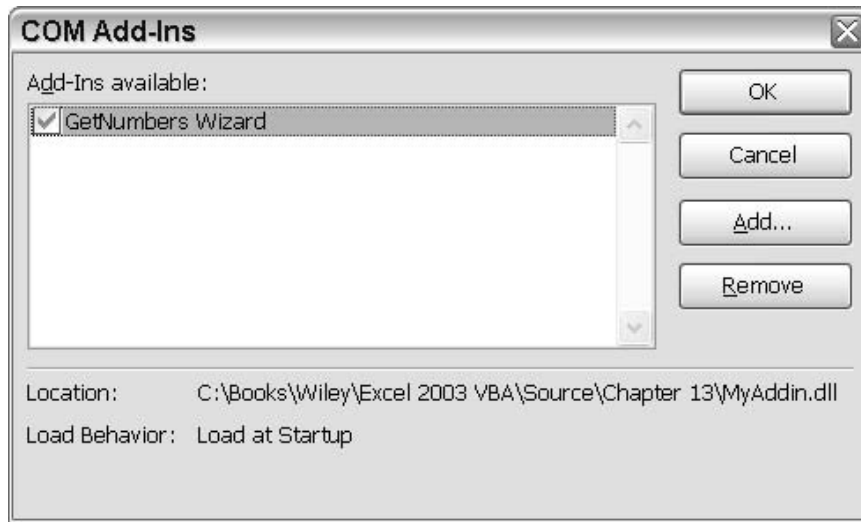 COM Add-Ins
Add-Ins available:
GetNumbers Wizard
OK
Cancel
Add...
Remove
Location: C:\Books\Wiley\Excel 2003 VBA\Source\Chapter 13\MyAddin.dll
Load Behavior: Load at Startup